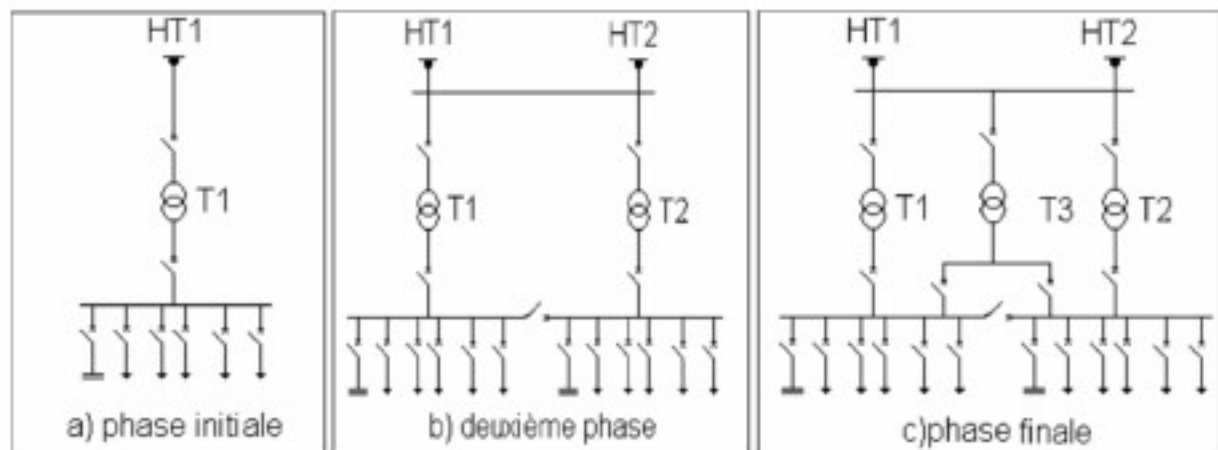 HT1
T1
a) phase initiale
HT1 HT2
T1 T2
b) deuxième phase
HT1 HT2
T1 T3 T2
c)phase finale